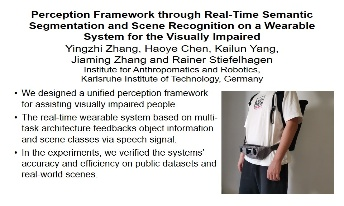 Perception Framework through Real-Time Semantic
Segmentation and Scene Recognition on a Wearable
System for the Visually Impaired
Yingzhi Zhang, Haoye Chen, Kailun Yang,
Jiaming Zhang and Rainer Stiefelhagen
Institute for Anthropomatics and Robotics,
Karlsruhe Institute of Technology, Germany
• We designed a unified perception framework
for assisting visually impaired people
• The real-time wearable system based on multi-
task architecture feedbacks object information
and scene classes via speech signal.
• In the experiments, we verified the systems'
accuracy and efficiency on public datasets and
real-world scenes